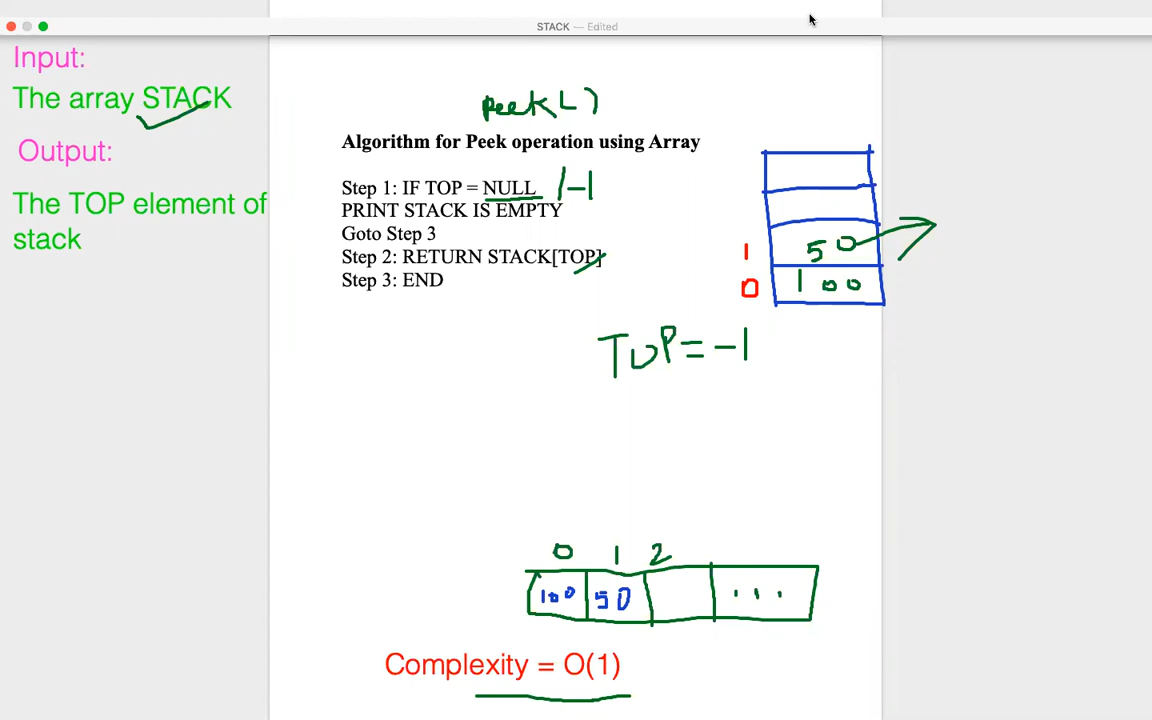 STACK — Edited
Input:
The array STACK
Output:
The TOP element of
stack
peek()
Algorithm for Peek operation using Array
Step 1: IF TOP = NULL /-1
PRINT STACK IS EMPTY
Goto Step 3
Step 2: RETURN STACK[TOP]
Step 3: END
1 50
0 100
TOP=-1
0 1 2
100 50 ...
Complexity = O(1)